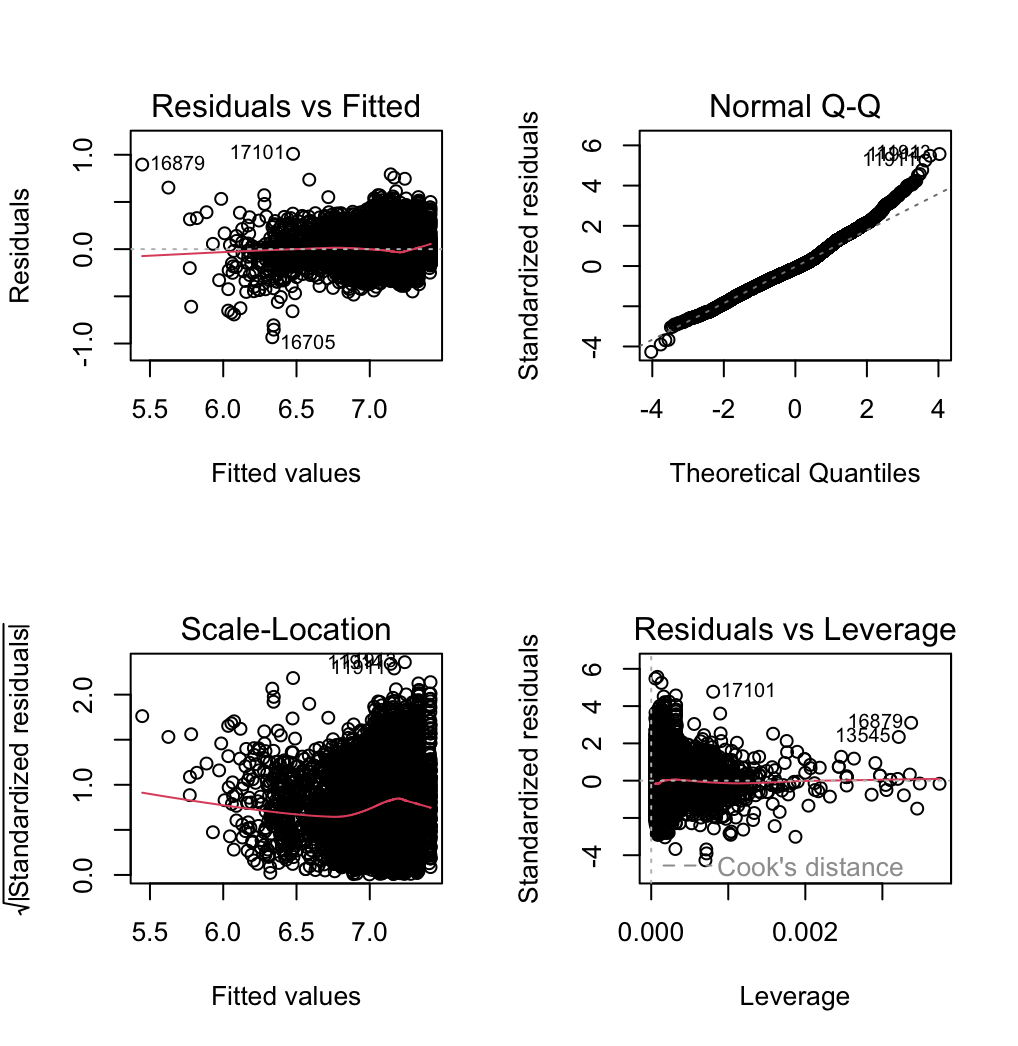 Residuals vs Fitted
Residuals
1.0
0.0
-1.0
16879
17101
16705
5.5 6.0 6.5 7.0
Fitted values
Normal Q-Q
Standardized residuals
6
4
2
0
-4
-4 -2 0 2 4
Theoretical Quantiles
Scale-Location
√|Standardized residuals|
2.0
1.0
0.0
5.5 6.0 6.5 7.0
Fitted values
Residuals vs Leverage
Standardized residuals
6
4
2
0
-4
17101
16879
13545
Cook's distance
0.000 0.002
Leverage